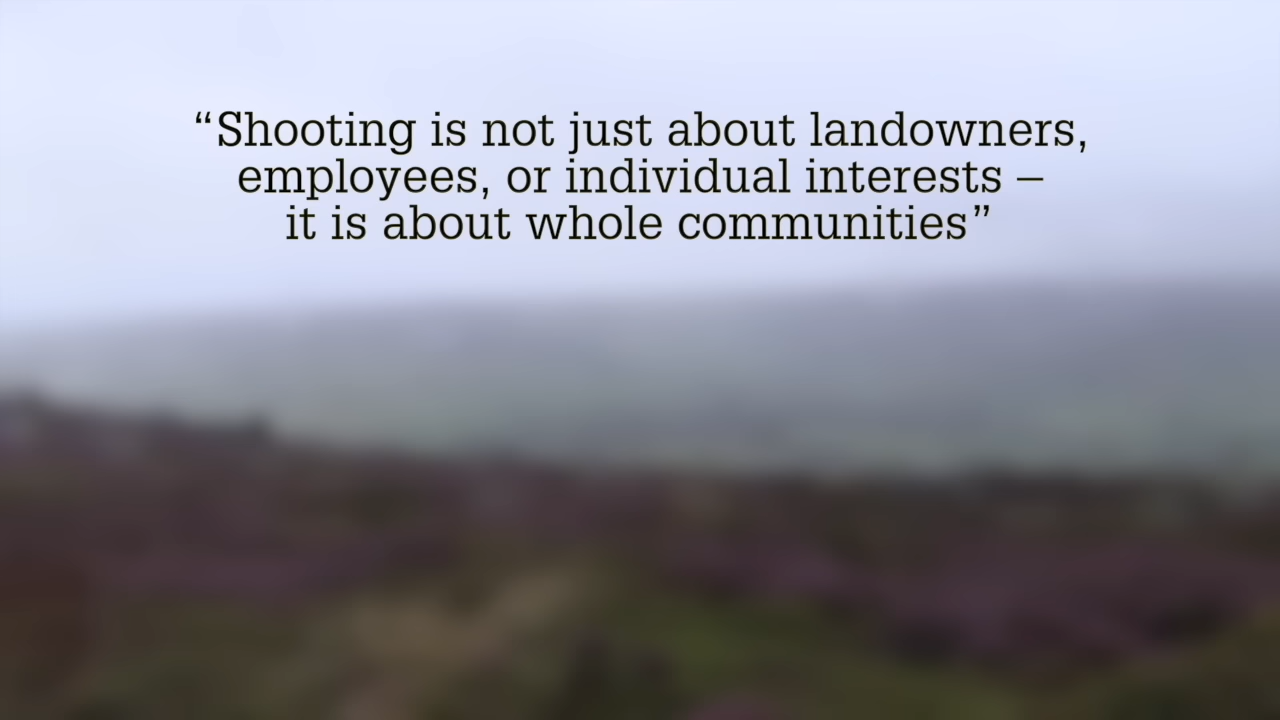 “Shooting is not just about landowners,
employees, or individual interests –
it is about whole communities”